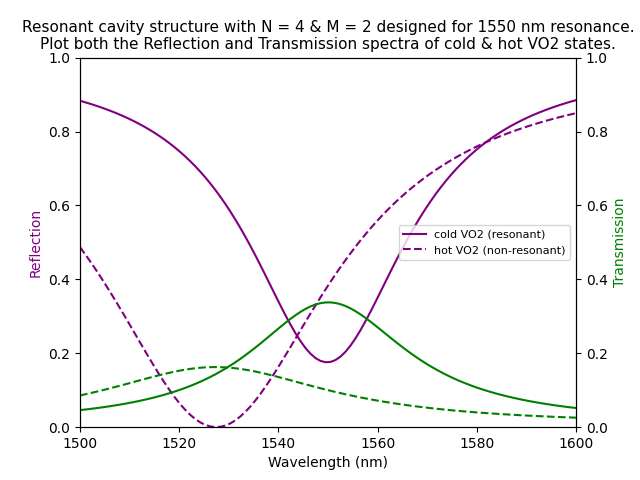 Resonant cavity structure with N = 4 & M = 2 designed for 1550 nm resonance.
Plot both the Reflection and Transmission spectra of cold & hot VO2 states.
1.0
0.8
0.6
0.4
0.2
0.0
Reflection
1500
1520
1540
1560
1580
1600
Wavelength (nm)
cold VO2 (resonant)
hot VO2 (non-resonant)
1.0
0.8
0.6
0.4
0.2
0.0
Transmission